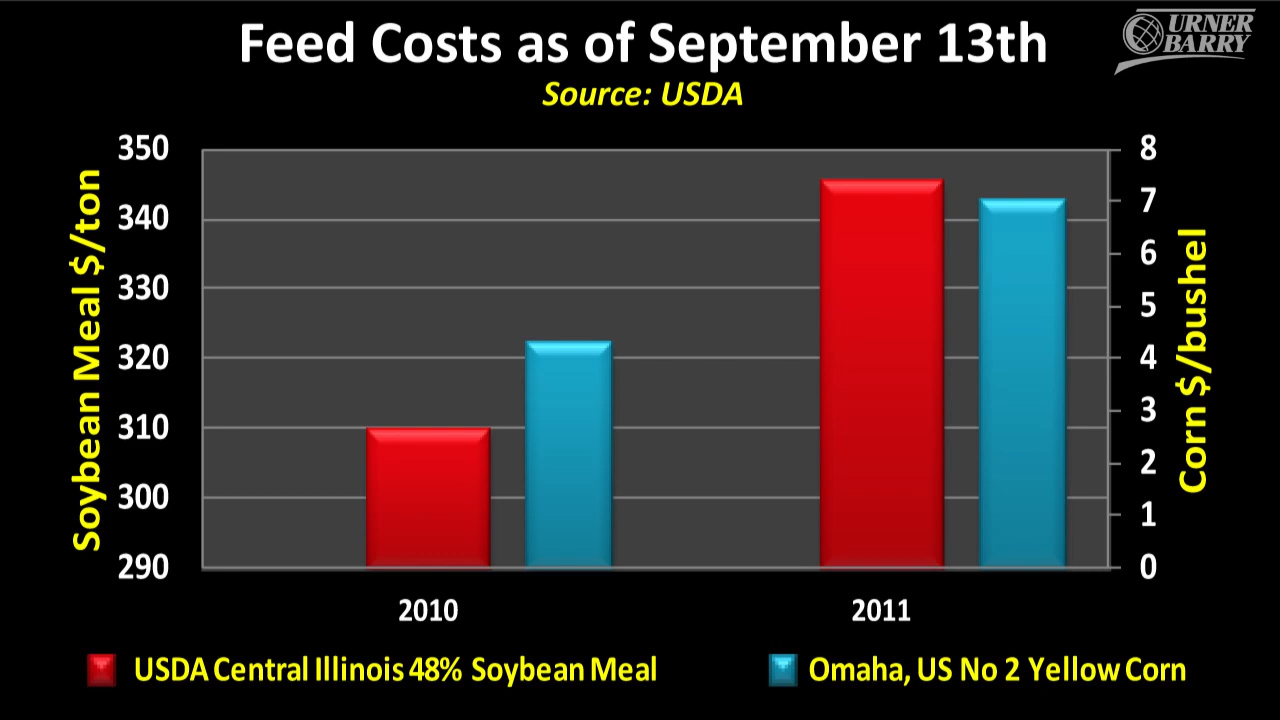 Feed Costs as of September 13th
URNER
BARRY
Source: USDA
Soybean Meal $/ton
350
340
330
320
310
300
290
8
7
6
5
4
3
2
1
0
Corn $/bushel
2010
2011
USDA Central Illinois 48% Soybean Meal
Omaha, US No 2 Yellow Corn